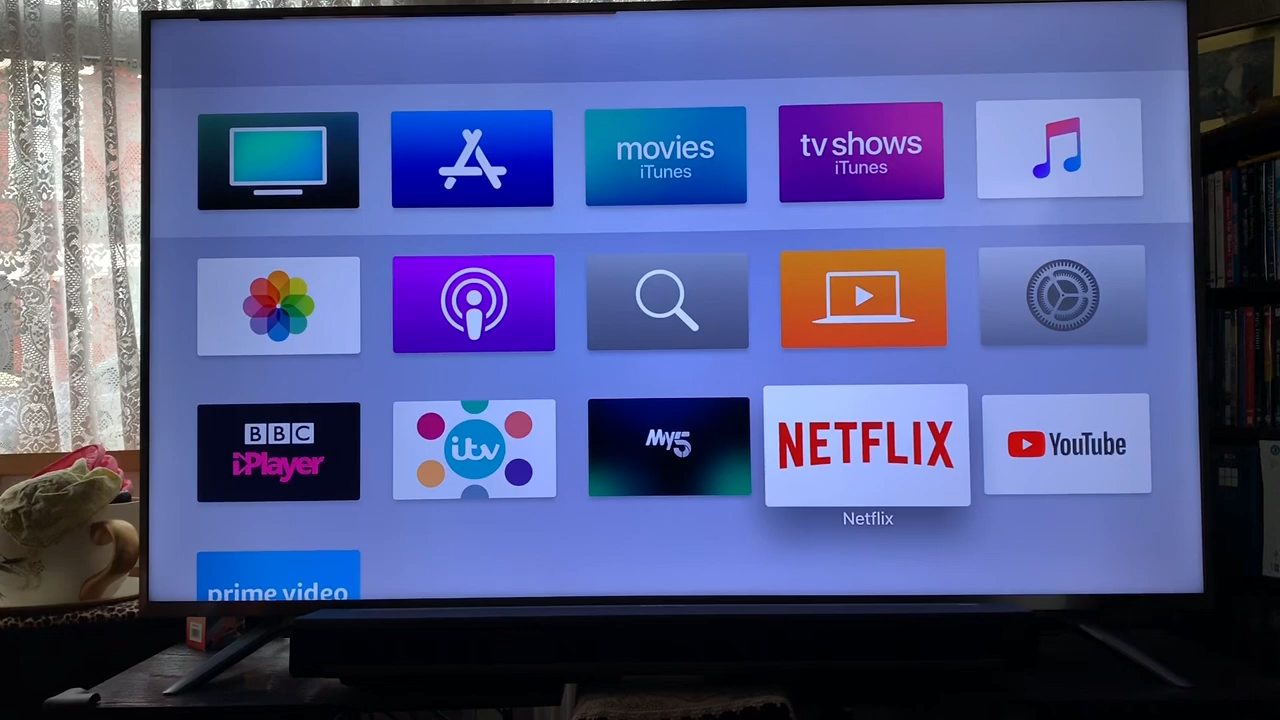 movies
iTunes
tv shows
iTunes
BBC
iPlayer
itv
My5
NETFLIX
YouTube
Netflix
prime video